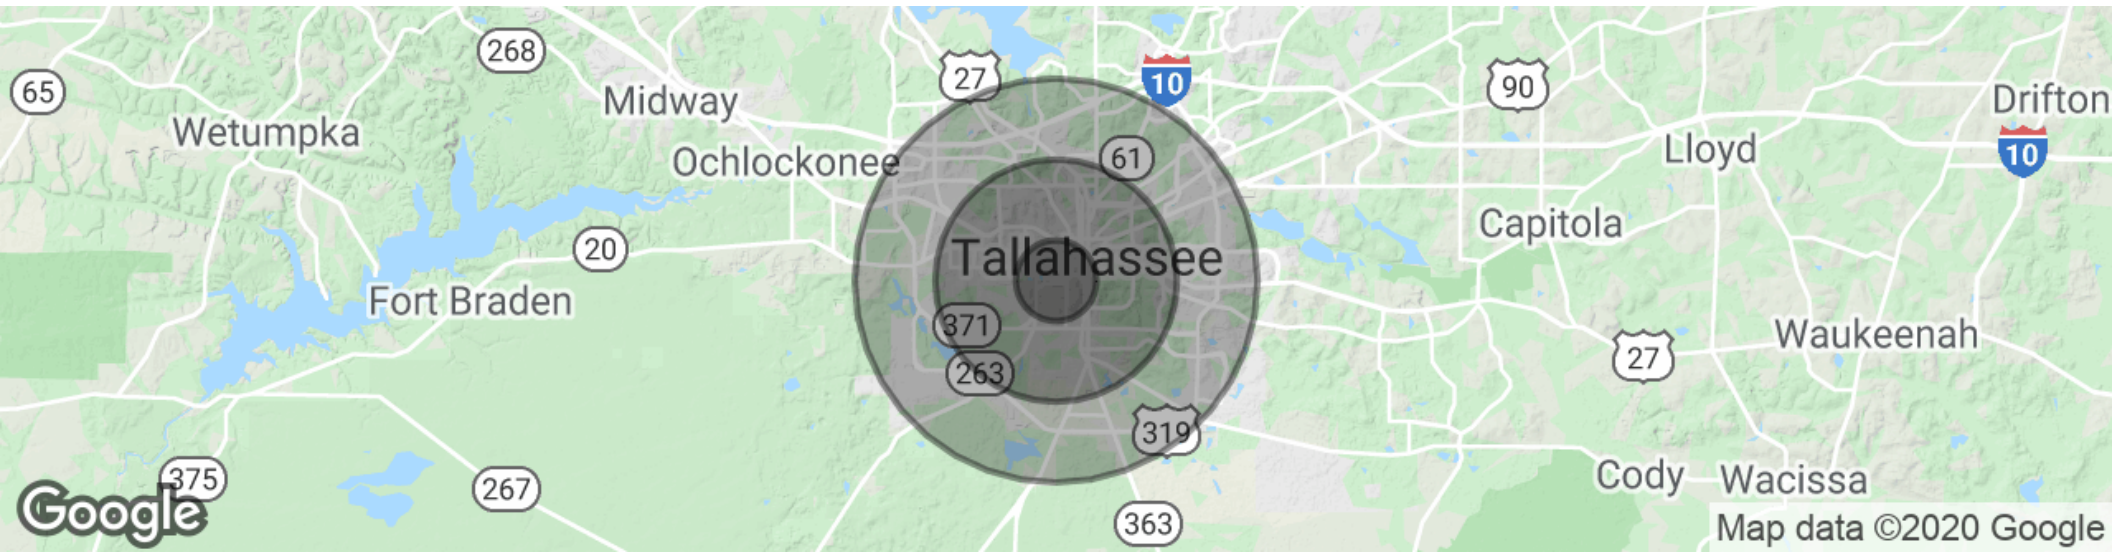 268
27
10
90
65
Midway
Drifton
Wetumpka
Ochlockonee
61
Lloyd
10
Capitola
20
Tallahassee
Fort Braden
371
Waukeenah
27
263
319
375
267
Cody
Wacissa
Google
363
Map data ©2020 Google